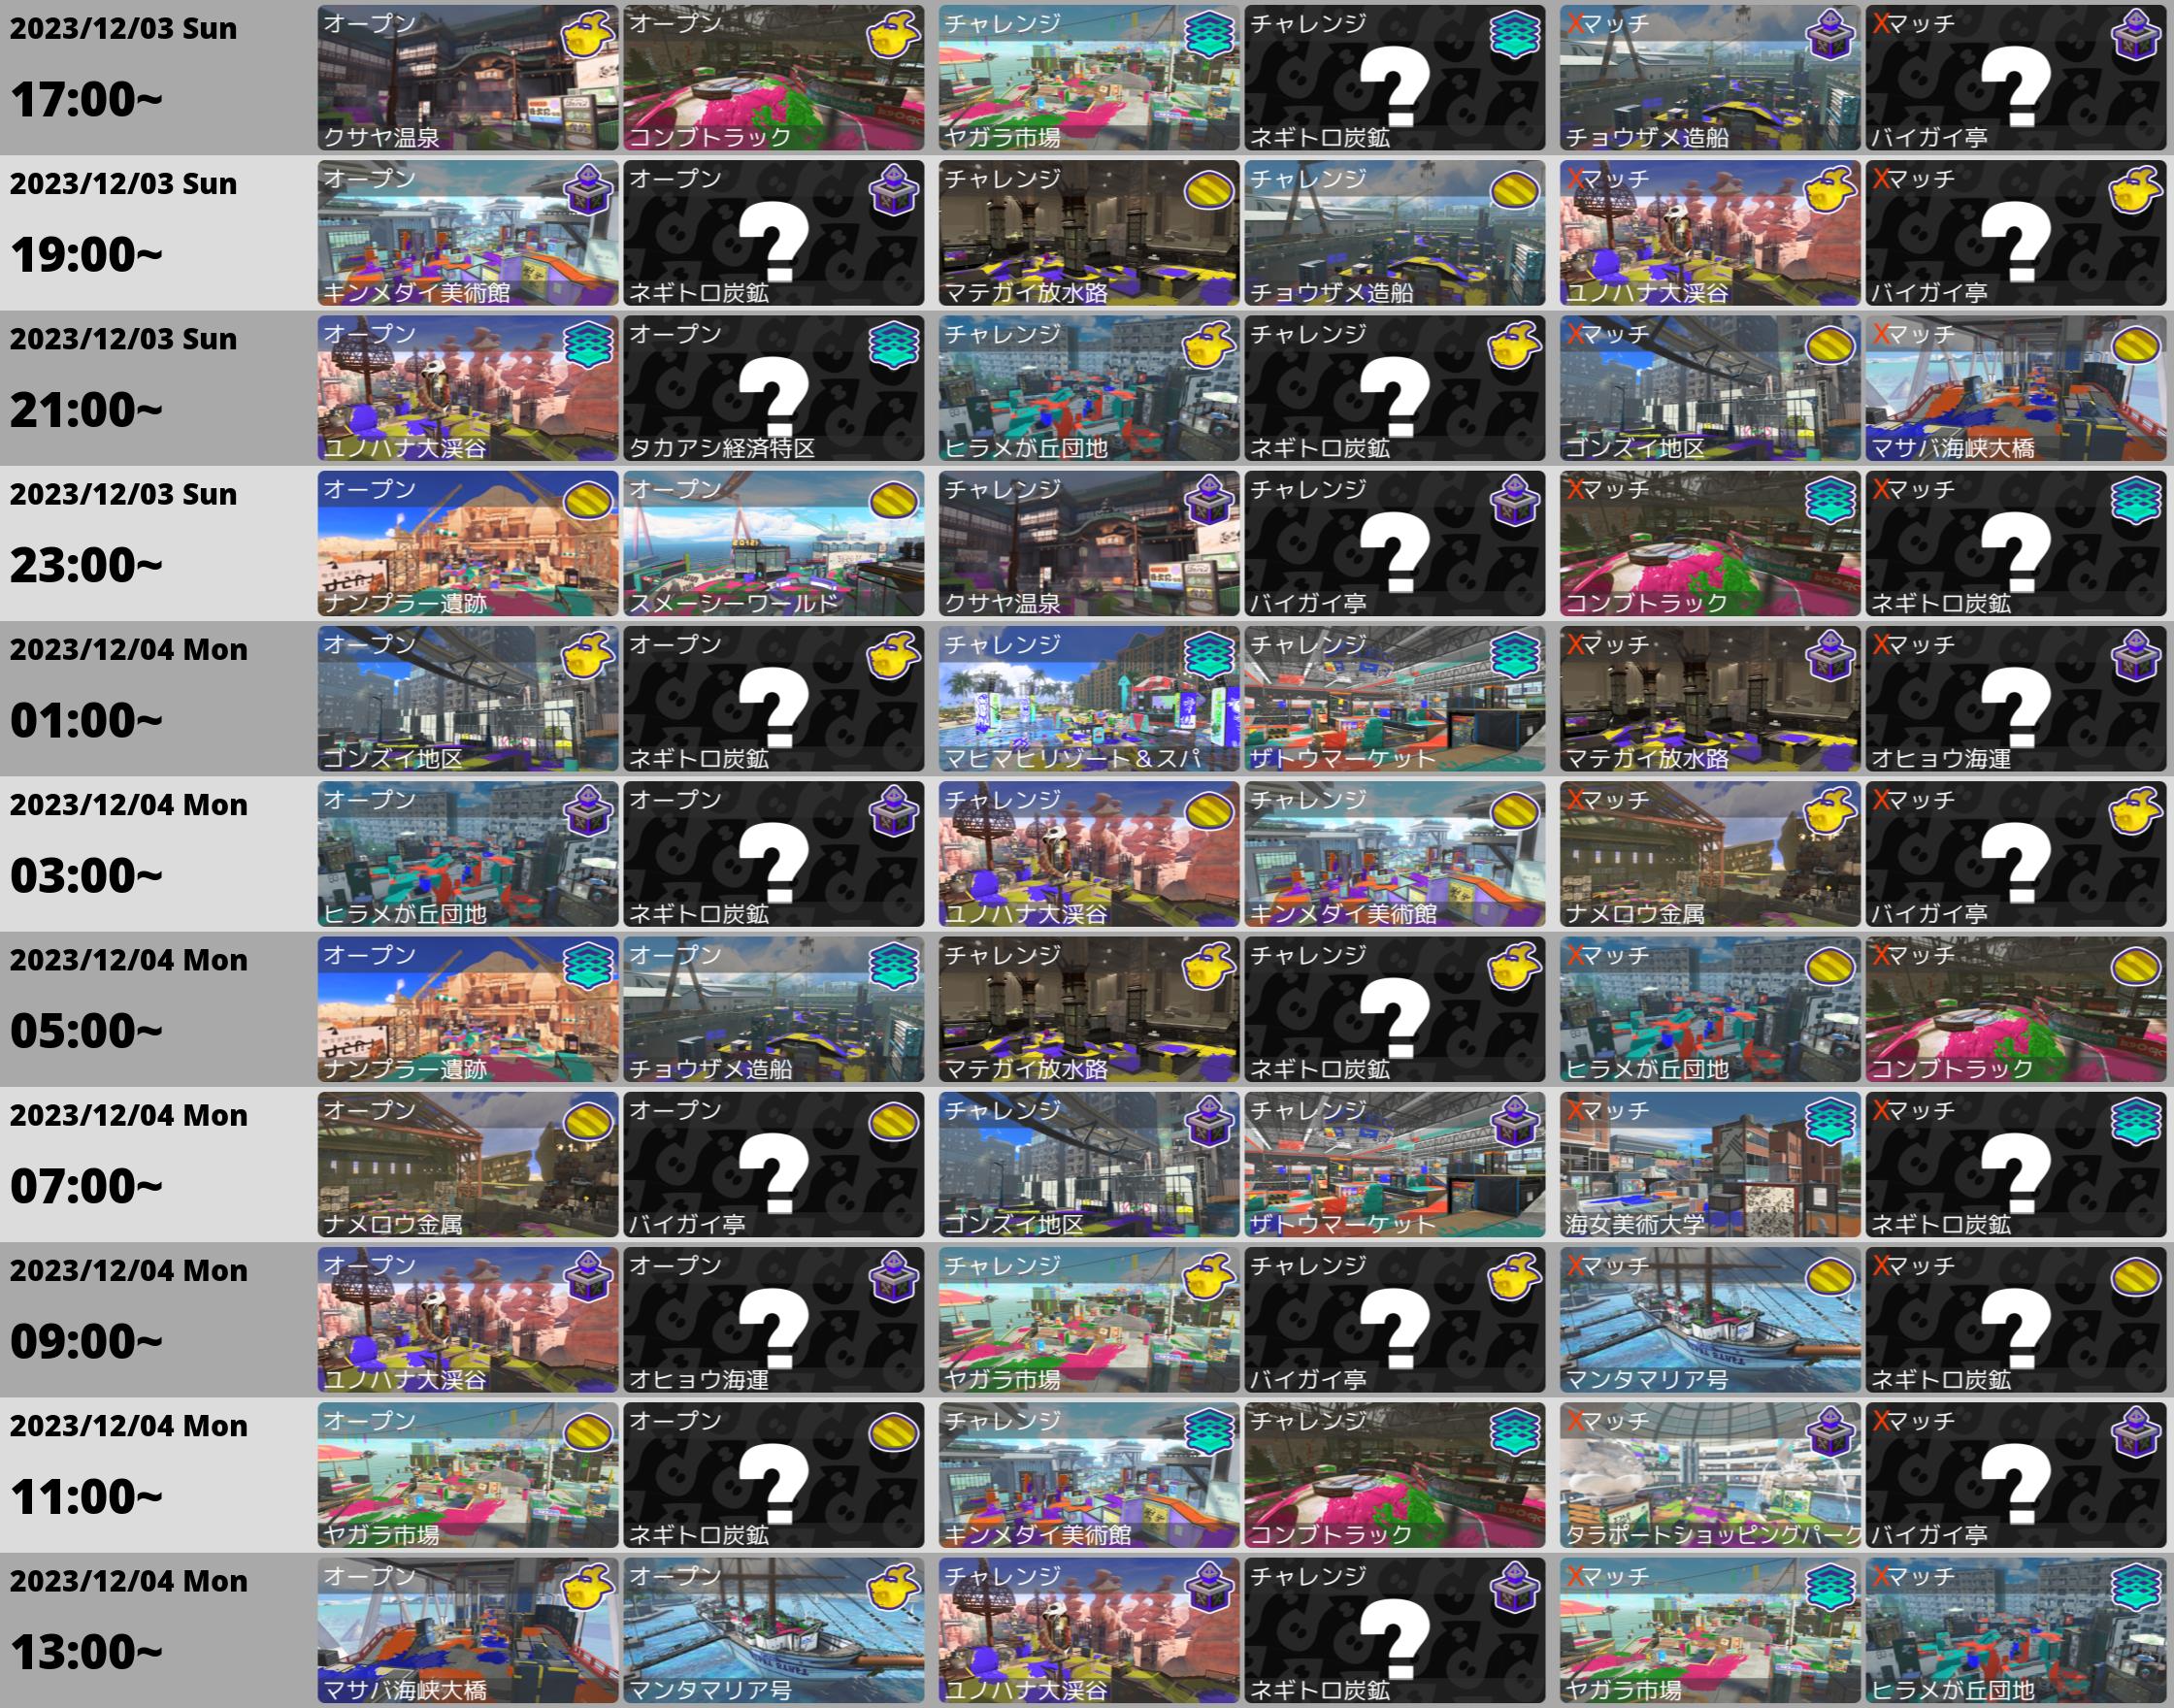 2023/12/03 Sun
17:00~
オープン
クサヤ温泉
オープン
コンブトラック
チャレンジ
ヤガラ市場
チャレンジ
ネギトロ炭鉱
Xマッチ
チョウザメ造船
Xマッチ
バイガイ亭
2023/12/03 Sun
19:00~
オープン
キンメダイ美術館
オープン
ネギトロ炭鉱
チャレンジ
マテガイ放水路
チャレンジ
チョウザメ造船
Xマッチ
ユノハナ大渓谷
Xマッチ
バイガイ亭
2023/12/03 Sun
21:00~
オープン
ユノハナ大渓谷
オープン
タカアシ経済特区
チャレンジ
ヒラメが丘団地
チャレンジ
ネギトロ炭鉱
Xマッチ
ゴンズイ地区
Xマッチ
マサバ海峡大橋
2023/12/03 Sun
23:00~
オープン
ナンプラー遺跡
オープン
スメーシーワールド
チャレンジ
クサヤ温泉
チャレンジ
バイガイ亭
Xマッチ
コンブトラック
Xマッチ
ネギトロ炭鉱
2023/12/04 Mon
01:00~
オープン
ゴンズイ地区
オープン
ネギトロ炭鉱
チャレンジ
マヒマヒリゾート&スパ
チャレンジ
ザトウマーケット
Xマッチ
マテガイ放水路
Xマッチ
オヒョウ海運
2023/12/04 Mon
03:00~
オープン
ヒラメが丘団地
オープン
ネギトロ炭鉱
チャレンジ
ユノハナ大渓谷
チャレンジ
キンメダイ美術館
Xマッチ
ナメロウ金属
Xマッチ
バイガイ亭
2023/12/04 Mon
05:00~
オープン
ナンプラー遺跡
オープン
チョウザメ造船
チャレンジ
マテガイ放水路
チャレンジ
ネギトロ炭鉱
Xマッチ
ヒラメが丘団地
Xマッチ
コンブトラック
2023/12/04 Mon
07:00~
オープン
ナメロウ金属
オープン
バイガイ亭
チャレンジ
ゴンズイ地区
チャレンジ
ザトウマーケット
Xマッチ
海女美術大学
Xマッチ
ネギトロ炭鉱
2023/12/04 Mon
09:00~
オープン
ユノハナ大渓谷
オープン
オヒョウ海運
チャレンジ
ヤガラ市場
チャレンジ
バイガイ亭
Xマッチ
マンタマリア号
Xマッチ
ネギトロ炭鉱
2023/12/04 Mon
11:00~
オープン
ヤガラ市場
オープン
ネギトロ炭鉱
チャレンジ
キンメダイ美術館
チャレンジ
コンブトラック
Xマッチ
タラポートショッピングパーク
Xマッチ
バイガイ亭
2023/12/04 Mon
13:00~
オープン
マサバ海峡大橋
オープン
マンタマリア号
チャレンジ
ユノハナ大渓谷
チャレンジ
ネギトロ炭鉱
Xマッチ
ヤガラ市場
Xマッチ
ヒラメが丘団地